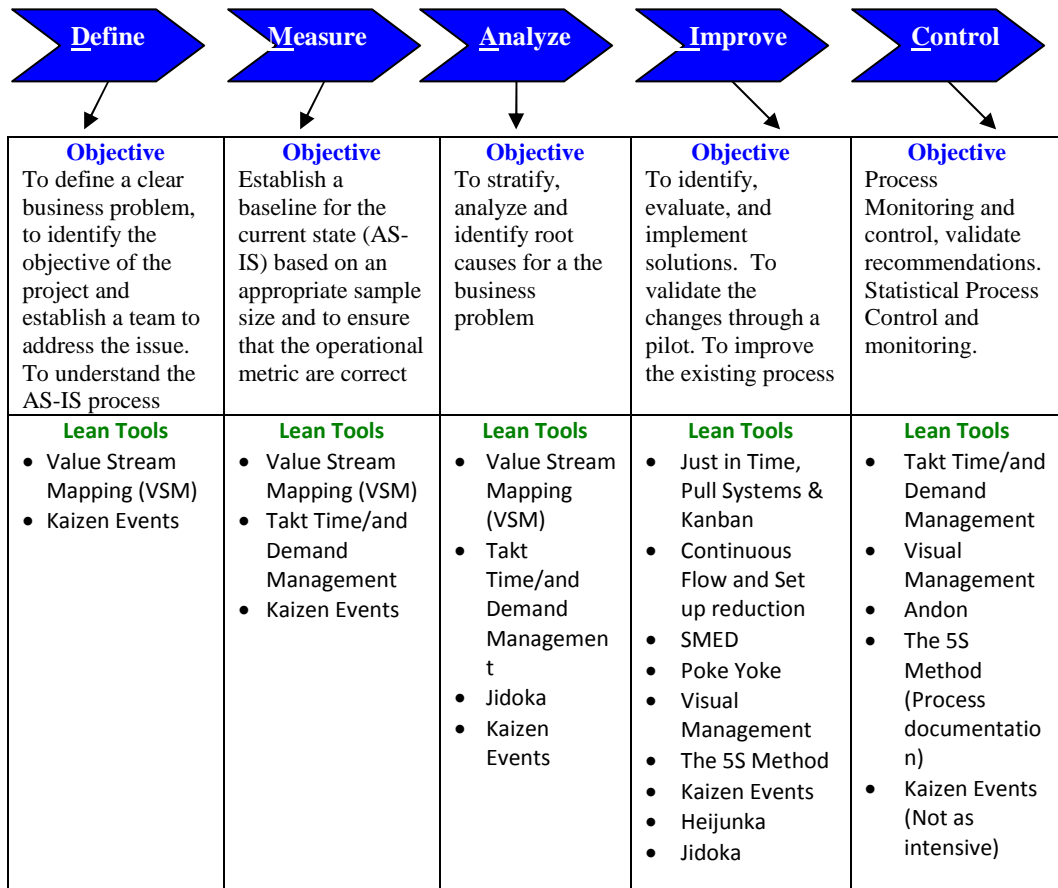 Define
Measure
Analyze
Improve
Control
Objective
To define a clear
business problem,
to identify the
objective of the
project and
establish a team to
address the issue.
To understand the
AS-IS process
Objective
Establish a
baseline for the
current state (AS-
IS) based on an
appropriate sample
size and to ensure
that the operational
metric are correct
Objective
To stratify,
analyze and
identify root
causes for a the
business
problem
Objective
To identify,
evaluate, and
implement
solutions. To
validate the
changes through a
pilot. To improve
the existing process
Objective
Process
Monitoring and
control, validate
recommendations.
Statistical Process
Control and
monitoring.
Lean Tools
• Value Stream
Mapping (VSM)
• Kaizen Events
Lean Tools
• Value Stream
Mapping (VSM)
• Takt Time/and
Demand
Management
• Kaizen Events
Lean Tools
• Value Stream
Mapping
(VSM)
• Takt
Time/and
Demand
Managemen
t
• Jidoka
• Kaizen
Events
Lean Tools
• Just in Time,
Pull Systems &
Kanban
• Continuous
Flow and Set
up reduction
• SMED
• Poke Yoke
• Visual
Management
• The 5S Method
• Kaizen Events
• Heijunka
• Jidoka
Lean Tools
• Takt Time/and
Demand
Management
• Visual
Management
• Andon
• The 5S
Method
(Process
documentatio
n)
• Kaizen Events
(Not as
intensive)